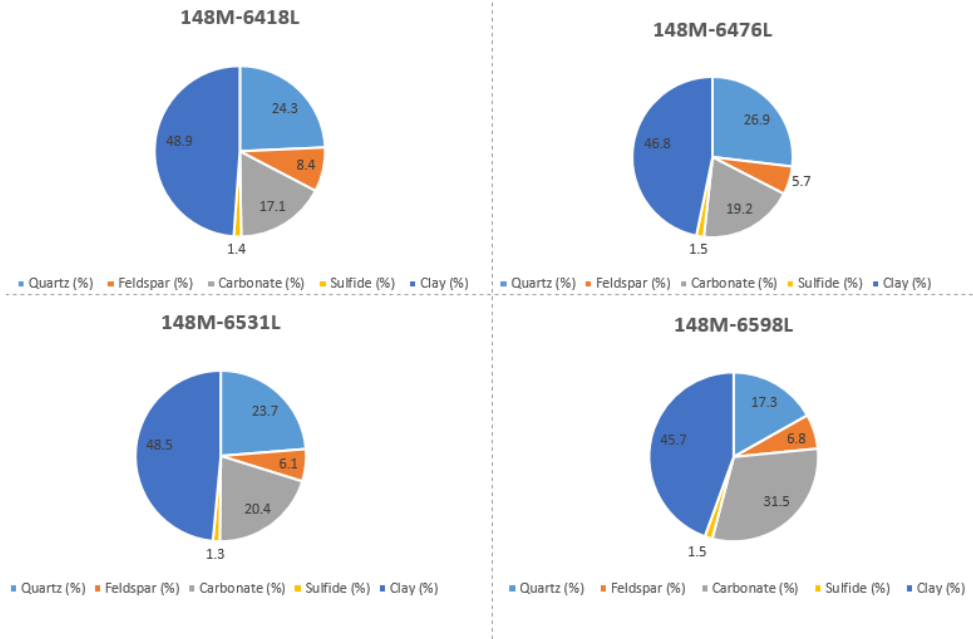 148M-6418L
24.3
8.4
17.1
1.4
48.9
Quartz (%) Feldspar (%) Carbonate (%) Sulfide (%) Clay (%)
148M-6476L
26.9
5.7
19.2
1.5
46.8
Quartz (%) Feldspar (%) Carbonate (%) Sulfide (%) Clay (%)
148M-6531L
23.7
6.1
20.4
1.3
48.5
Quartz (%) Feldspar (%) Carbonate (%) Sulfide (%) Clay (%)
148M-6598L
17.3
6.8
31.5
1.5
45.7
Quartz (%) Feldspar (%) Carbonate (%) Sulfide (%) Clay (%)